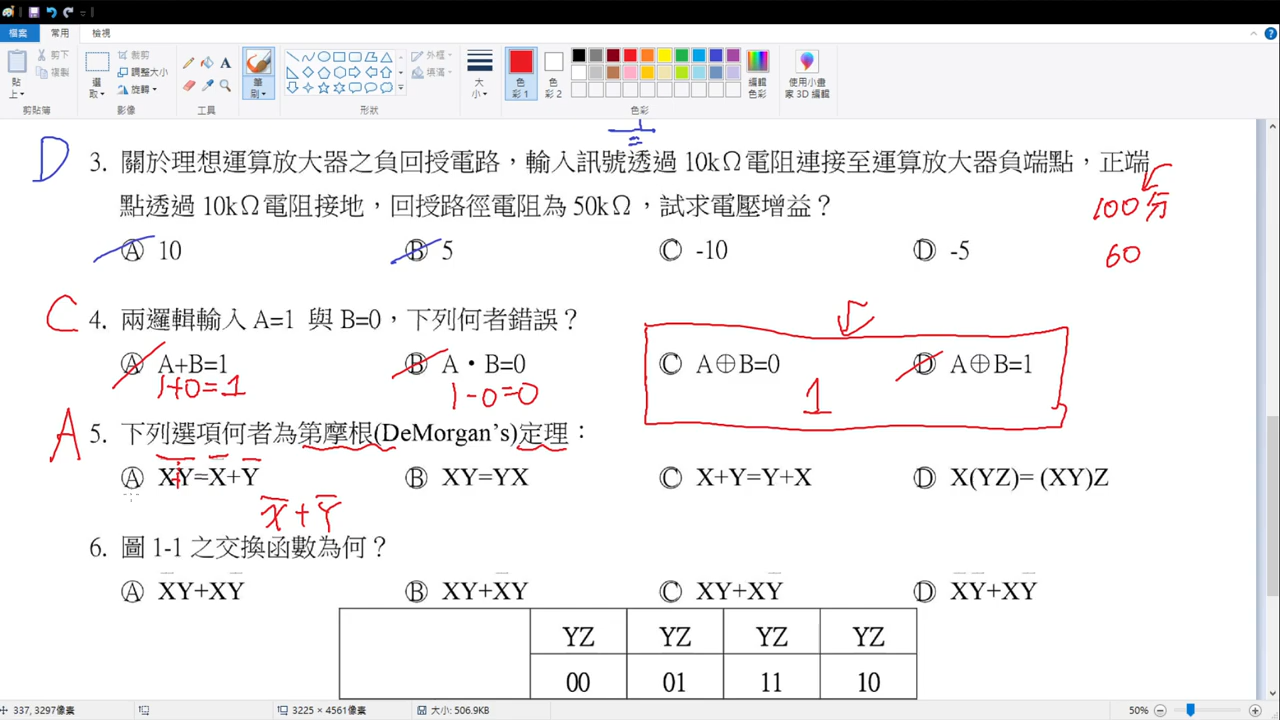 檔案 常用 檢視
貼上 剪下 複製 選取 裁剪 調整大小 旋轉 A 筆刷 外框 填滿 大小 色彩1 色彩2 編輯色彩 使用小畫家 3D 編輯
剪貼簿 影像 工具 形狀 色彩
D 3. 關於理想運算放大器之負回授電路，輸入訊號透過 10kΩ電阻連接至運算放大器負端點，正端
點透過 10kΩ電阻接地，回授路徑電阻為 50kΩ，試求電壓增益？
100分
Ⓐ 10 Ⓑ 5 Ⓒ -10 Ⓓ -5
60
C 4. 兩邏輯輸入 A=1 與 B=0，下列何者錯誤？
Ⓐ A+B=1 Ⓑ A・B=0 Ⓒ A⊕B=0 Ⓓ A⊕B=1
1+0=1 1-0=0 1
A 5. 下列選項何者為第摩根(DeMorgan's)定理：
Ⓐ X̅Y̅=X̅+Y̅ Ⓑ XY=YX Ⓒ X+Y=Y+X Ⓓ X(YZ)= (XY)Z
X̅+Y̅
6. 圖 1-1 之交換函數為何？
Ⓐ X̅Y+XY̅ Ⓑ XY+X̅Y Ⓒ XY+XY̅ Ⓓ X̅Y̅+XY̅
YZ YZ YZ YZ
00 01 11 10
337, 3297像素 3225 × 4561像素 大小: 506.9KB 50%